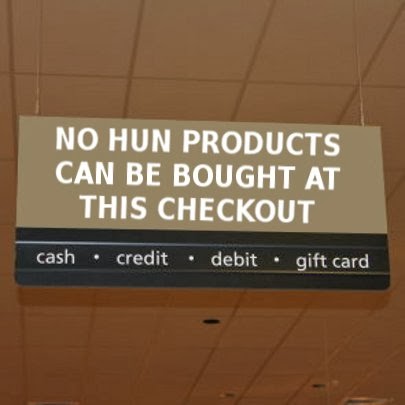 NO HUN PRODUCTS
CAN BE BOUGHT AT
THIS CHECKOUT
cash • credit • debit • gift card